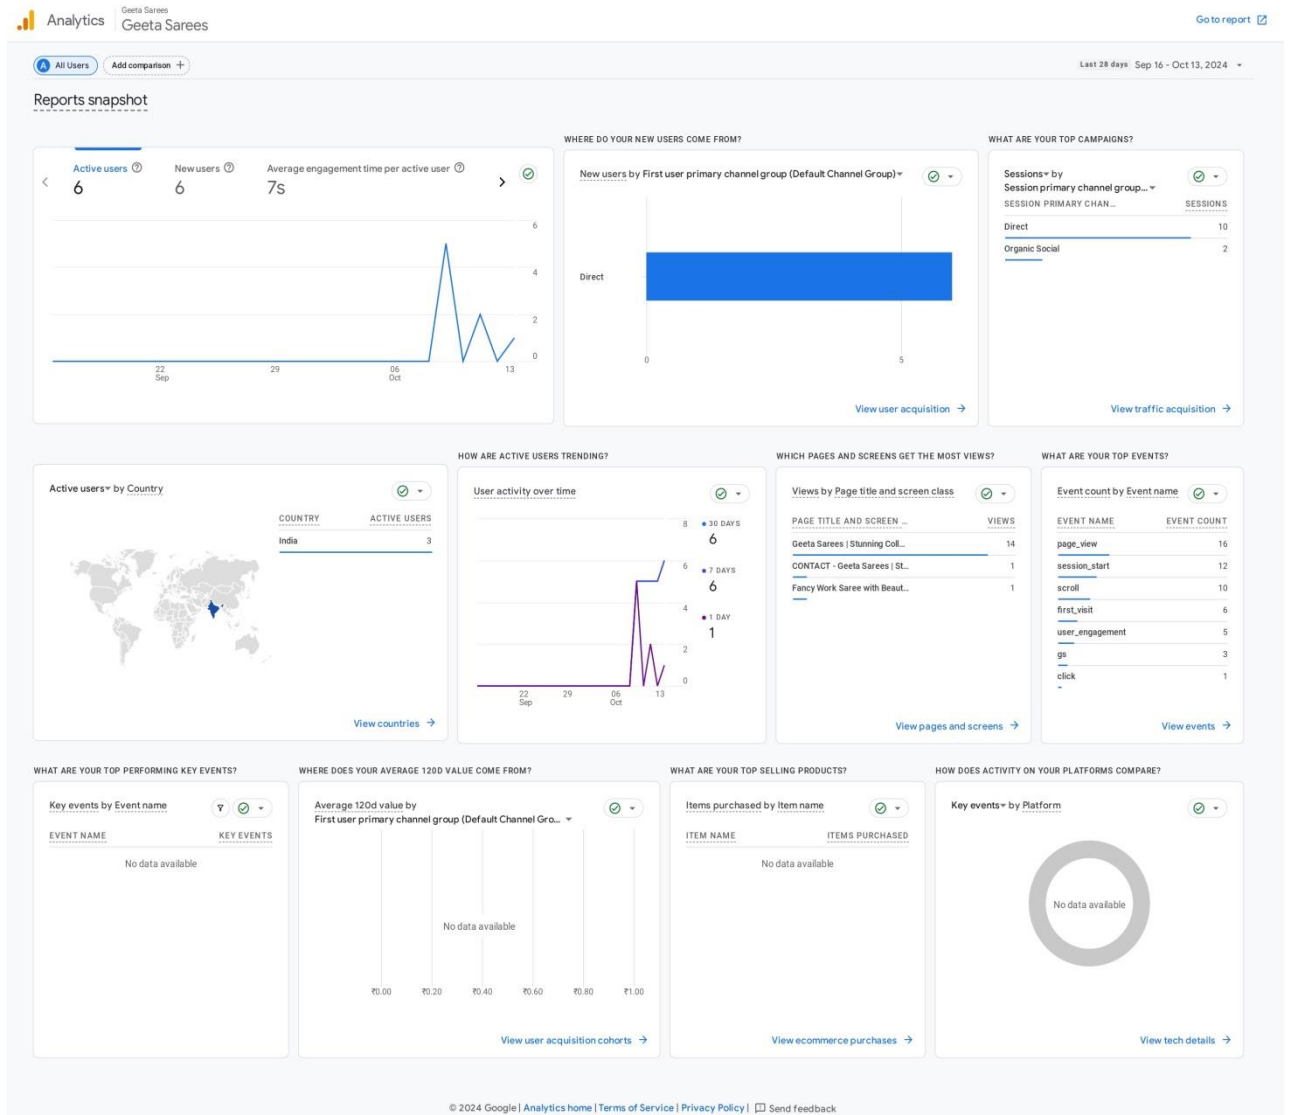 Analytics
Geeta Sarees
Geeta Sarees
Go to report
A All Users
Add comparison +
Last 28 days Sep 16 - Oct 13, 2024
Reports snapshot
Active users
6
New users
6
Average engagement time per active user
7s
6
4
2
0
22
Sep
29
06
Oct
13
WHERE DO YOUR NEW USERS COME FROM?
New users by First user primary channel group (Default Channel Group)
Direct
0
5
View user acquisition
WHAT ARE YOUR TOP CAMPAIGNS?
Sessions by
Session primary channel group...
SESSION PRIMARY CHAN... SESSIONS
Direct 10
Organic Social 2
View traffic acquisition
Active users by Country
COUNTRY ACTIVE USERS
India 3
View countries
HOW ARE ACTIVE USERS TRENDING?
User activity over time
8
6
4
2
0
22
Sep
29
06
Oct
13
30 DAYS
6
7 DAYS
6
1 DAY
1
WHICH PAGES AND SCREENS GET THE MOST VIEWS?
Views by Page title and screen class
PAGE TITLE AND SCREEN ... VIEWS
Geeta Sarees | Stunning Coll... 14
CONTACT - Geeta Sarees | St... 1
Fancy Work Saree with Beaut... 1
View pages and screens
WHAT ARE YOUR TOP EVENTS?
Event count by Event name
EVENT NAME EVENT COUNT
page_view 16
session_start 12
scroll 10
first_visit 6
user_engagement 5
gs 3
click 1
View events
WHAT ARE YOUR TOP PERFORMING KEY EVENTS?
Key events by Event name
EVENT NAME KEY EVENTS
No data available
WHERE DOES YOUR AVERAGE 120D VALUE COME FROM?
Average 120d value by
First user primary channel group (Default Channel Gro...
No data available
₹0.00 ₹0.20 ₹0.40 ₹0.60 ₹0.80 ₹1.00
View user acquisition cohorts
WHAT ARE YOUR TOP SELLING PRODUCTS?
Items purchased by Item name
ITEM NAME ITEMS PURCHASED
No data available
View ecommerce purchases
HOW DOES ACTIVITY ON YOUR PLATFORMS COMPARE?
Key events by Platform
No data available
View tech details
© 2024 Google | Analytics home | Terms of Service | Privacy Policy | Send feedback